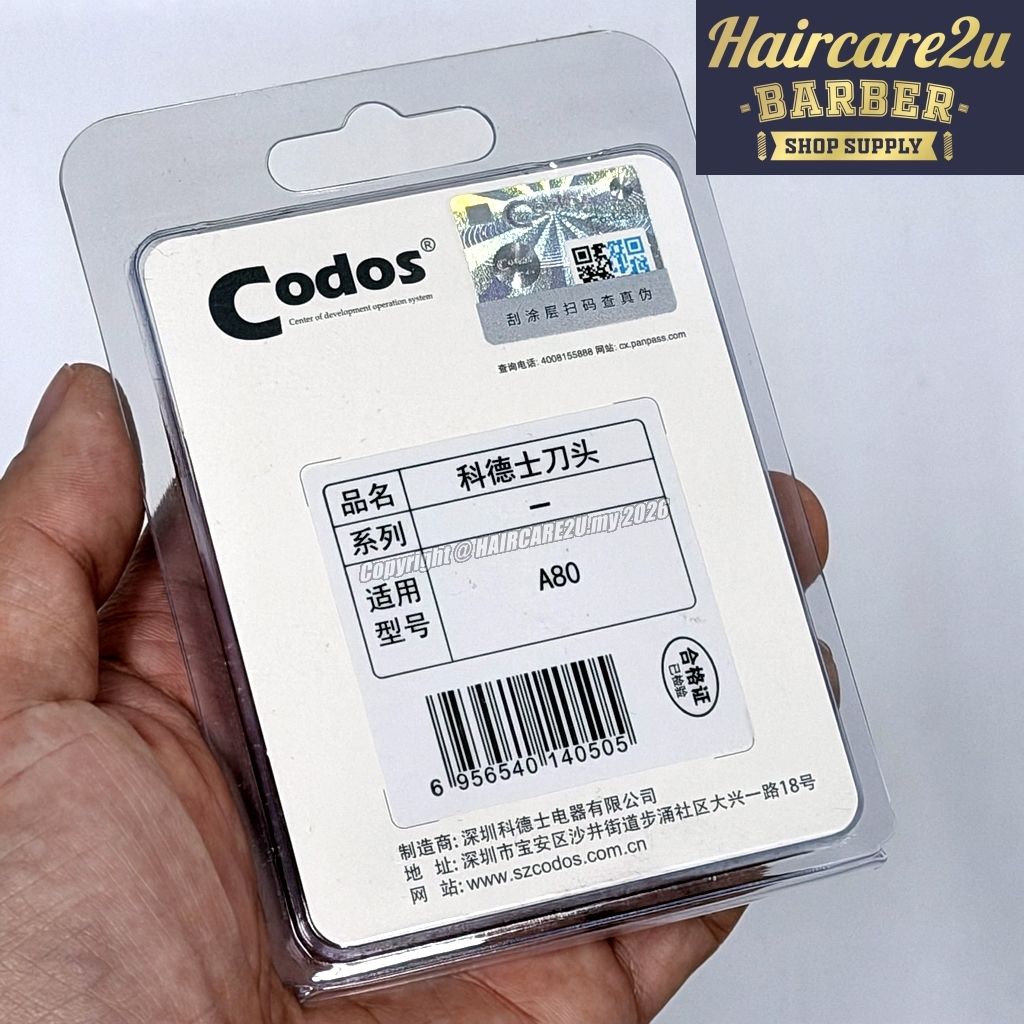 Haircare2u
BARBER
SHOP SUPPLY
Codos®
Center of development operation system
Codos
刮涂层扫码查真伪
查询电话: 4008155888 网站: cx.panpass.com
品名 科德士刀头
系列 —
适用型号 A80
Copyright @HAIRCARE2U.my 2026
合格证
已检验
6 956540 140505
制造商: 深圳科德士电器有限公司
地 址: 深圳市宝安区沙井街道步涌社区大兴一路18号
网 站: www.szcodos.com.cn